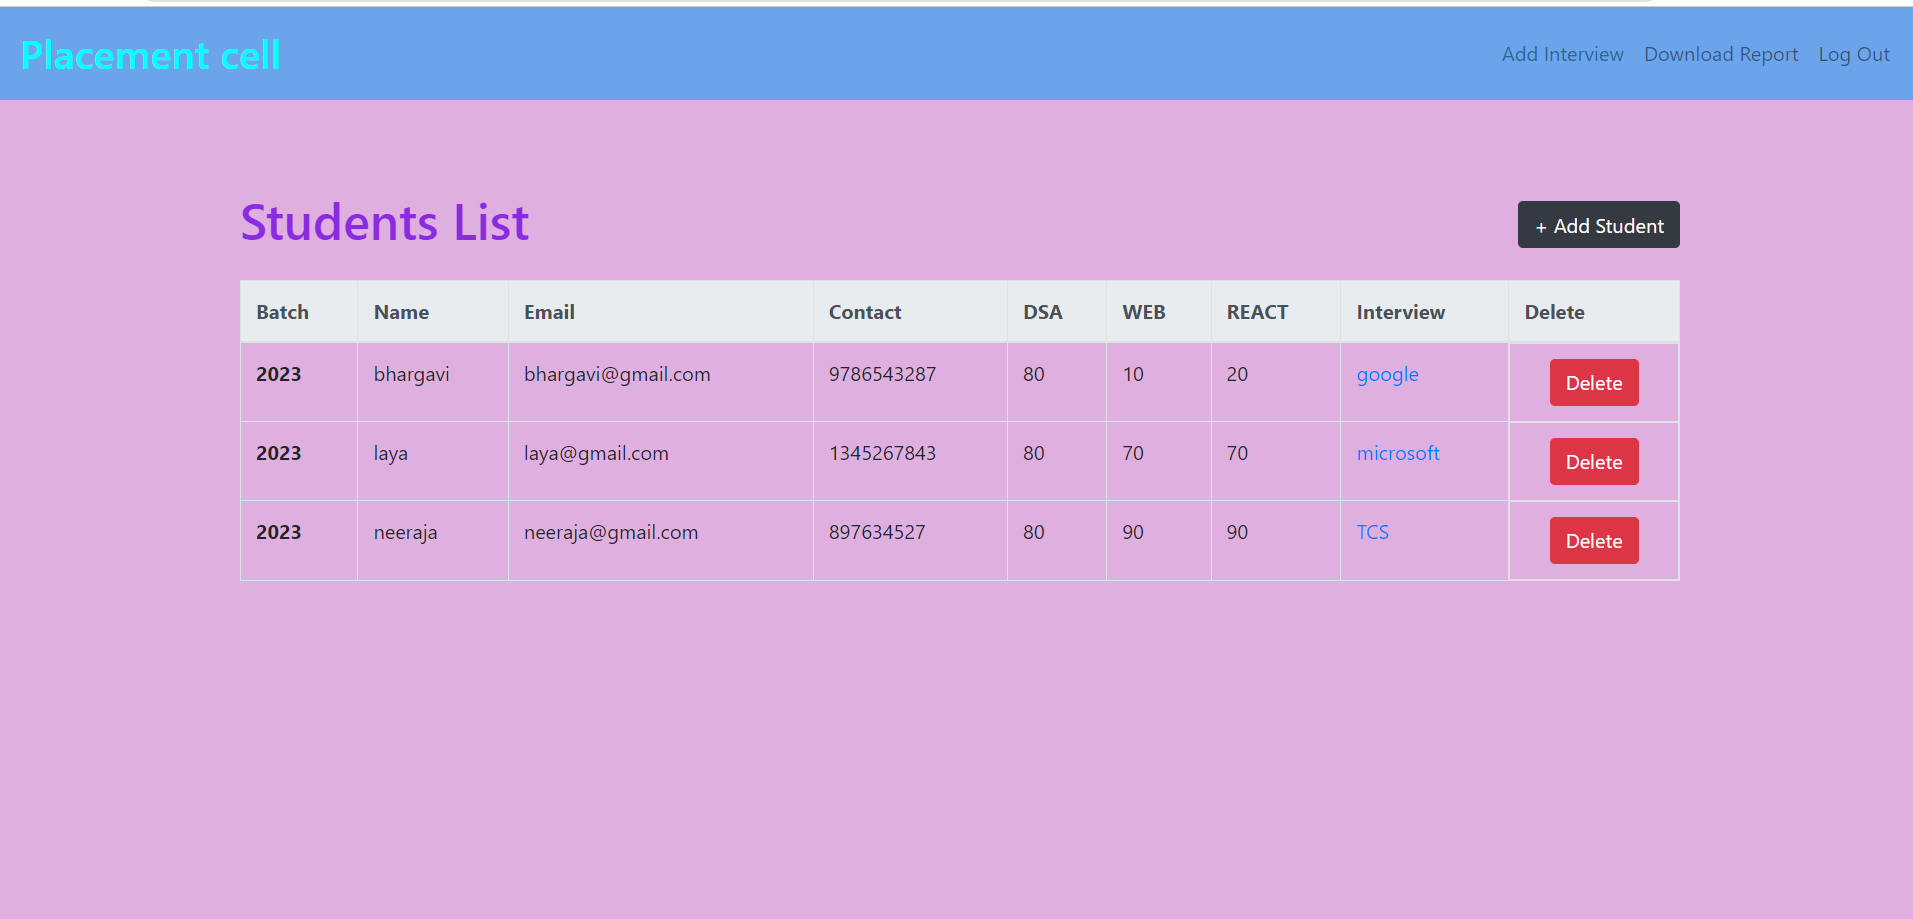 Placement cell Add Interview Download Report Log Out
Students List + Add Student
Batch Name Email Contact DSA WEB REACT Interview Delete
2023 bhargavi bhargavi@gmail.com 9786543287 80 10 20 google Delete
2023 laya laya@gmail.com 1345267843 80 70 70 microsoft Delete
2023 neeraja neeraja@gmail.com 897634527 80 90 90 TCS Delete